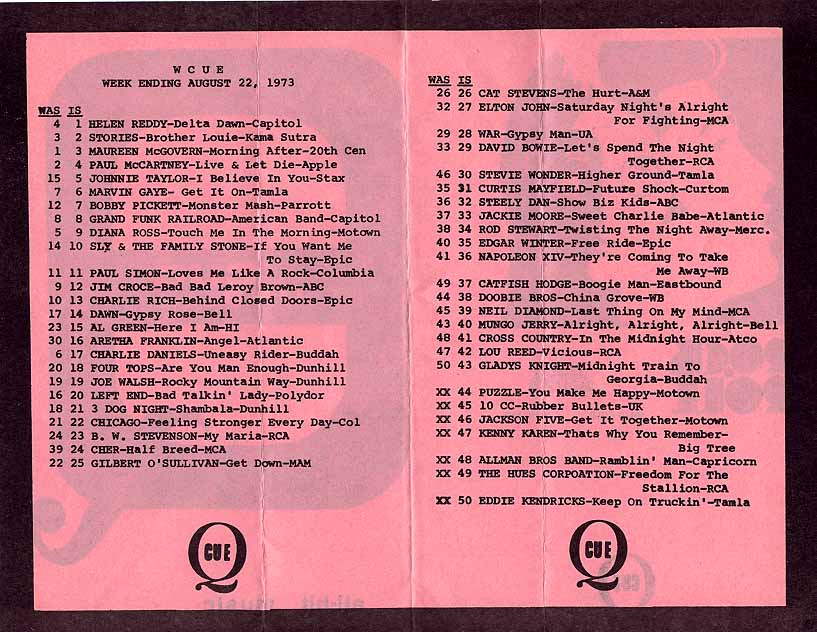 W C U E
WEEK ENDING AUGUST 22, 1973
WAS IS
4 1 HELEN REDDY-Delta Dawn-Capitol
3 2 STORIES-Brother Louie-Kama Sutra
1 3 MAUREEN McGOVERN-Morning After-20th Cen
2 4 PAUL McCARTNEY-Live & Let Die-Apple
15 5 JOHNNIE TAYLOR-I Believe In You-Stax
7 6 MARVIN GAYE- Get It On-Tamla
12 7 BOBBY PICKETT-Monster Mash-Parrott
8 8 GRAND FUNK RAILROAD-American Band-Capitol
5 9 DIANA ROSS-Touch Me In The Morning-Motown
14 10 SLY & THE FAMILY STONE-If You Want Me
To Stay-Epic
11 11 PAUL SIMON-Loves Me Like A Rock-Columbia
9 12 JIM CROCE-Bad Bad Leroy Brown-ABC
10 13 CHARLIE RICH-Behind Closed Doors-Epic
17 14 DAWN-Gypsy Rose-Bell
23 15 AL GREEN-Here I Am-HI
30 16 ARETHA FRANKLIN-Angel-Atlantic
6 17 CHARLIE DANIELS-Uneasy Rider-Buddah
20 18 FOUR TOPS-Are You Man Enough-Dunhill
19 19 JOE WALSH-Rocky Mountain Way-Dunhill
16 20 LEFT END-Bad Talkin' Lady-Polydor
18 21 3 DOG NIGHT-Shambala-Dunhill
21 22 CHICAGO-Feeling Stronger Every Day-Col
24 23 B. W. STEVENSON-My Maria-RCA
39 24 CHER-Half Breed-MCA
22 25 GILBERT O'SULLIVAN-Get Down-MAM
CUE
WAS IS
26 26 CAT STEVENS-The Hurt-A&M
32 27 ELTON JOHN-Saturday Night's Alright
For Fighting-MCA
29 28 WAR-Gypsy Man-UA
33 29 DAVID BOWIE-Let's Spend The Night
Together-RCA
46 30 STEVIE WONDER-Higher Ground-Tamla
35 31 CURTIS MAYFIELD-Future Shock-Curtom
36 32 STEELY DAN-Show Biz Kids-ABC
37 33 JACKIE MOORE-Sweet Charlie Babe-Atlantic
38 34 ROD STEWART-Twisting The Night Away-Merc.
40 35 EDGAR WINTER-Free Ride-Epic
41 36 NAPOLEON XIV-They're Coming To Take
Me Away-WB
49 37 CATFISH HODGE-Boogie Man-Eastbound
44 38 DOOBIE BROS-China Grove-WB
45 39 NEIL DIAMOND-Last Thing On My Mind-MCA
43 40 MUNGO JERRY-Alright, Alright, Alright-Bell
48 41 CROSS COUNTRY-In The Midnight Hour-Atco
47 42 LOU REED-Vicious-RCA
50 43 GLADYS KNIGHT-Midnight Train To
Georgia-Buddah
XX 44 PUZZLE-You Make Me Happy-Motown
XX 45 10 CC-Rubber Bullets-UK
XX 46 JACKSON FIVE-Get It Together-Motown
XX 47 KENNY KAREN-Thats Why You Remember-
Big Tree
XX 48 ALLMAN BROS BAND-Ramblin' Man-Capricorn
XX 49 THE HUES CORPOATION-Freedom For The
Stallion-RCA
XX 50 EDDIE KENDRICKS-Keep On Truckin'-Tamla
CUE